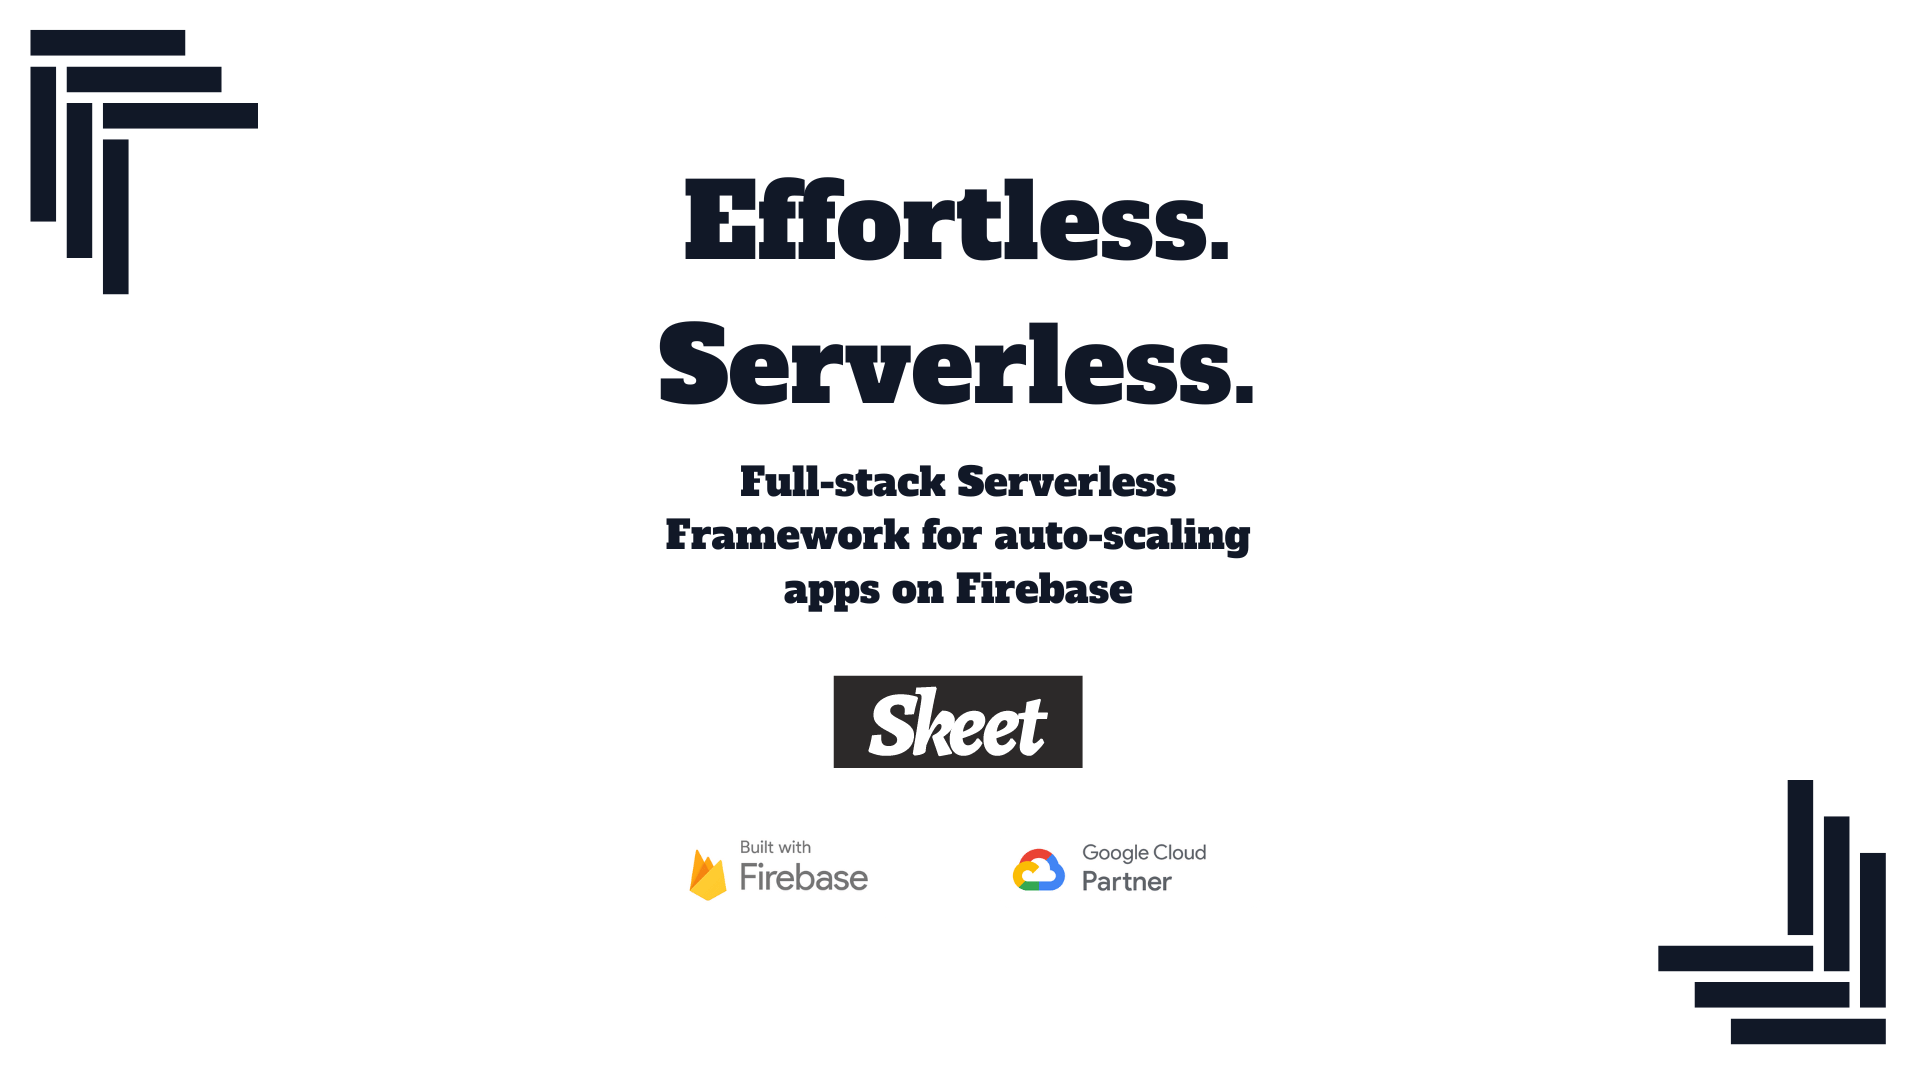 Effortless.
Serverless.
Full-stack Serverless
Framework for auto-scaling
apps on Firebase
Skeet
Built with
Firebase
Google Cloud
Partner